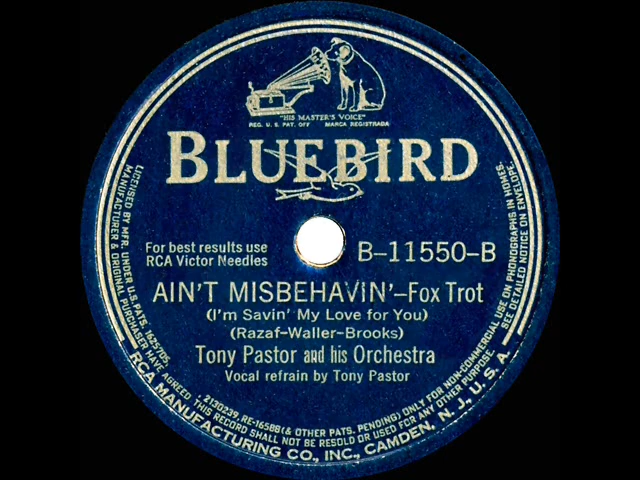 "HIS MASTER'S VOICE"
REG. U. S. PAT. OFF. MARCA REGISTRADA
BLUEBIRD
For best results use
RCA Victor Needles
B-11550-B
AIN'T MISBEHAVIN'-Fox Trot
(I'm Savin' My Love for You)
(Razaf-Waller-Brooks)
Tony Pastor and his Orchestra
Vocal refrain by Tony Pastor
LICENSED BY MFR. UNDER U.S. PATS. 1625705,
2130239, RE-16588 (& OTHER PATS. PENDING) ONLY FOR NON-COMMERCIAL USE ON PHONOGRAPHS IN HOMES.
MANUFACTURER & ORIGINAL PURCHASER HAVE AGREED THIS RECORD SHALL NOT BE RESOLD OR USED FOR ANY OTHER PURPOSE. SEE DETAILED NOTICE ON ENVELOPE.
RCA MANUFACTURING CO., INC., CAMDEN, N. J., U. S. A.